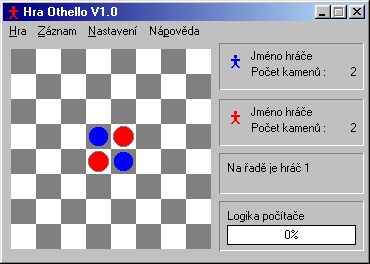 Hra Othello V1.0
Hra Záznam Nastavení Nápověda
Jméno hráče
Počet kamenů : 2
Jméno hráče
Počet kamenů : 2
Na řadě je hráč 1
Logika počítače
0%